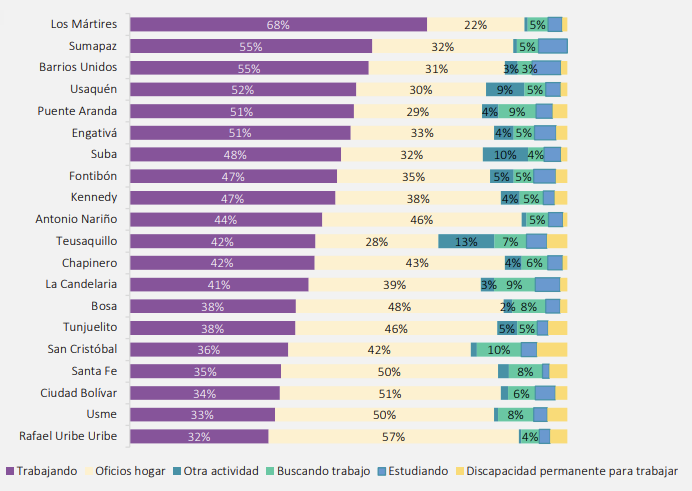 Los Mártires 68% 22% 5%
Sumapaz 55% 32% 5%
Barrios Unidos 55% 31% 3% 3%
Usaquén 52% 30% 9% 5%
Puente Aranda 51% 29% 4% 9%
Engativá 51% 33% 4% 5%
Suba 48% 32% 10% 4%
Fontibón 47% 35% 5% 5%
Kennedy 47% 38% 4% 5%
Antonio Nariño 44% 46% 5%
Teusaquillo 42% 28% 13% 7%
Chapinero 42% 43% 4% 6%
La Candelaria 41% 39% 3% 9%
Bosa 38% 48% 2% 8%
Tunjuelito 38% 46% 5% 5%
San Cristóbal 36% 42% 10%
Santa Fe 35% 50% 8%
Ciudad Bolívar 34% 51% 6%
Usme 33% 50% 8%
Rafael Uribe Uribe 32% 57% 4%
Trabajando Oficios hogar Otra actividad Buscando trabajo Estudiando Discapacidad permanente para trabajar